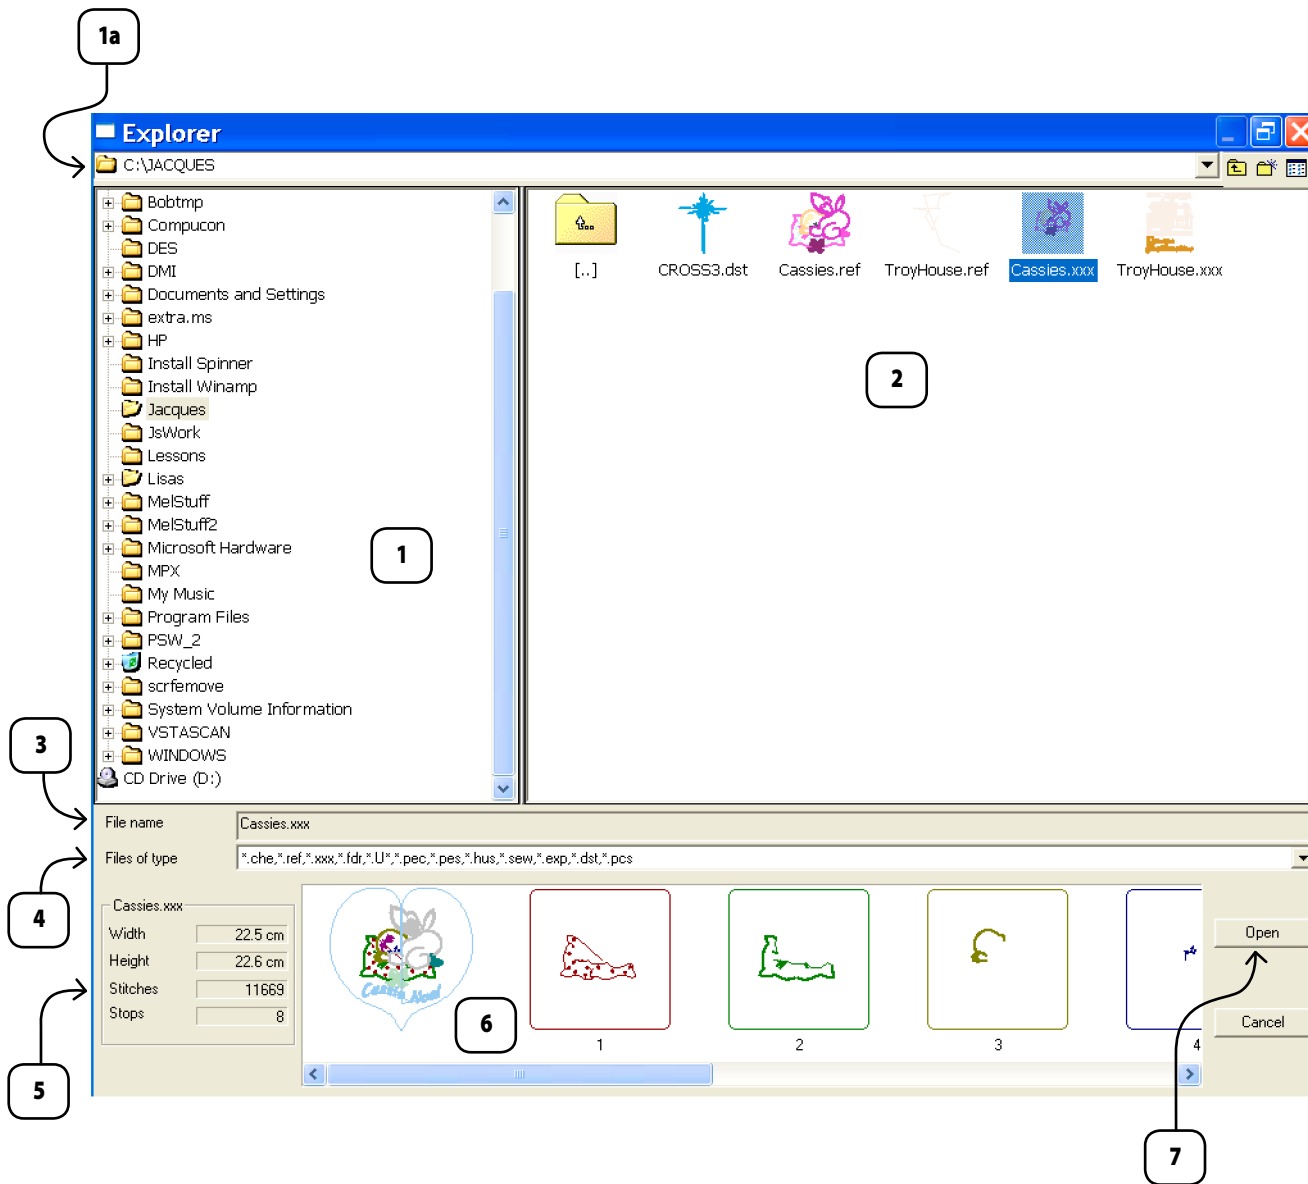 1a
Explorer
C:\JACQUES
Bobtmp
Compucon
DES
DMI
Documents and Settings
extra.ms
HP
Install Spinner
Install Winamp
Jacques
JsWork
Lessons
Lisas
MelStuff
MelStuff2
Microsoft Hardware
MPX
My Music
Program Files
PSW_2
Recycled
scrfemove
System Volume Information
VSTASCAN
WINDOWS
CD Drive (D:)
1
[..]
CROSS3.dst
Cassies.ref
TroyHouse.ref
Cassies.xxx
TroyHouse.xxx
2
3
File name
Cassies.xxx
Files of type
*.che,*.ref,*.xxx,*.fdr,*.U*,*.pec,*.pes,*.hus,*.sew,*.exp,*.dst,*.pcs
4
Cassies.xxx
Width 22.5 cm
Height 22.6 cm
Stitches 11669
Stops 8
5
6
1
2
3
4
Open
Cancel
7